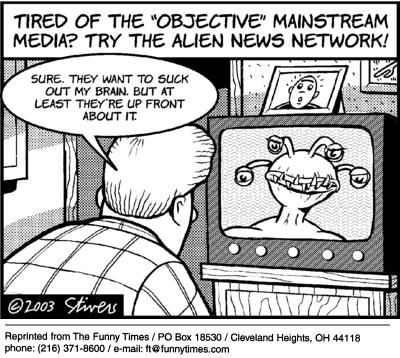 TIRED OF THE "OBJECTIVE" MAINSTREAM
MEDIA? TRY THE ALIEN NEWS NETWORK!
SURE. THEY WANT TO SUCK
OUT MY BRAIN. BUT AT
LEAST THEY'RE UP FRONT
ABOUT IT.
©2003 Stivers
Reprinted from The Funny Times / PO Box 18530 / Cleveland Heights, OH 44118
phone: (216) 371-8600 / e-mail: ft@funnytimes.com